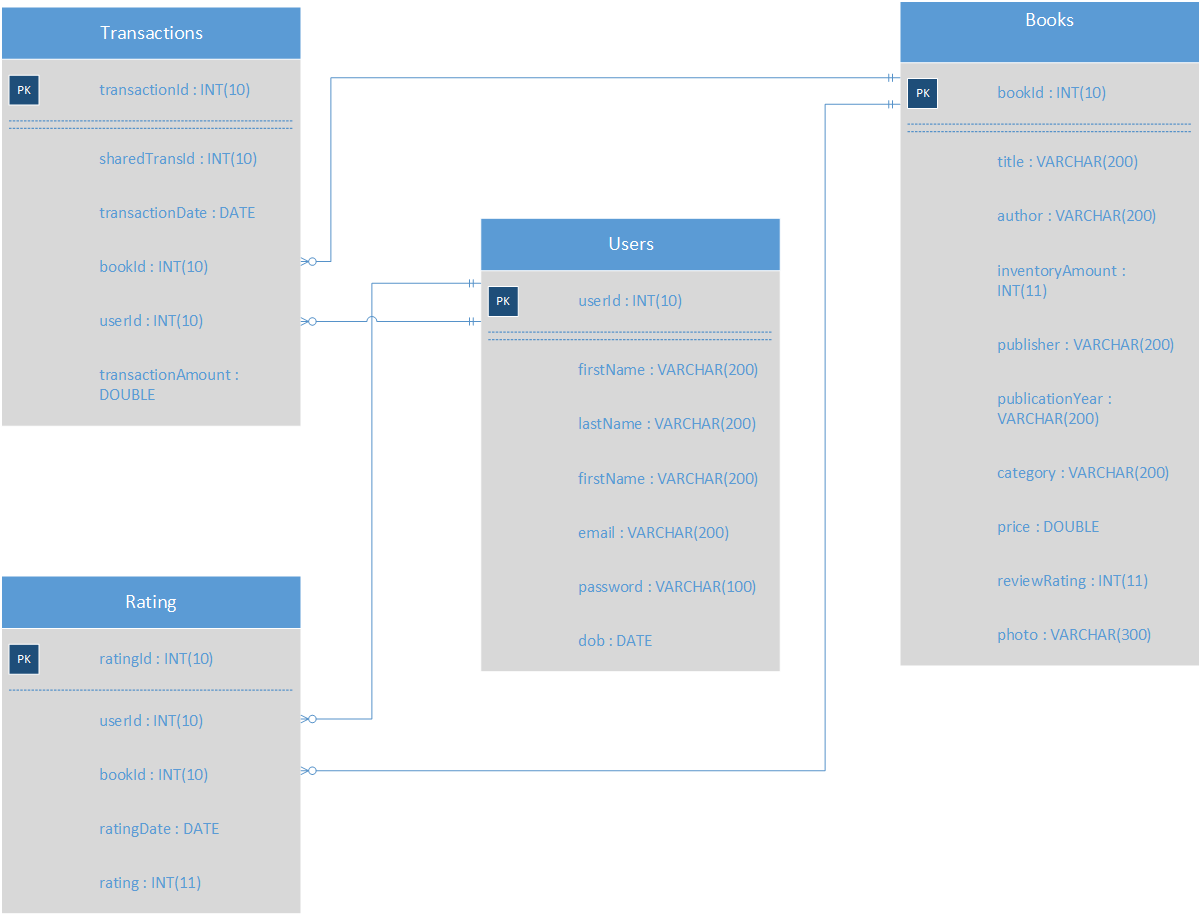 Transactions
PK
transactionId : INT(10)
sharedTransId : INT(10)
transactionDate : DATE
bookId : INT(10)
userId : INT(10)
transactionAmount :
DOUBLE
Users
PK
userId : INT(10)
firstName : VARCHAR(200)
lastName : VARCHAR(200)
firstName : VARCHAR(200)
email : VARCHAR(200)
password : VARCHAR(100)
dob : DATE
Books
PK
bookId : INT(10)
title : VARCHAR(200)
author : VARCHAR(200)
inventoryAmount :
INT(11)
publisher : VARCHAR(200)
publicationYear :
VARCHAR(200)
category : VARCHAR(200)
price : DOUBLE
reviewRating : INT(11)
photo : VARCHAR(300)
Rating
PK
ratingId : INT(10)
userId : INT(10)
bookId : INT(10)
ratingDate : DATE
rating : INT(11)